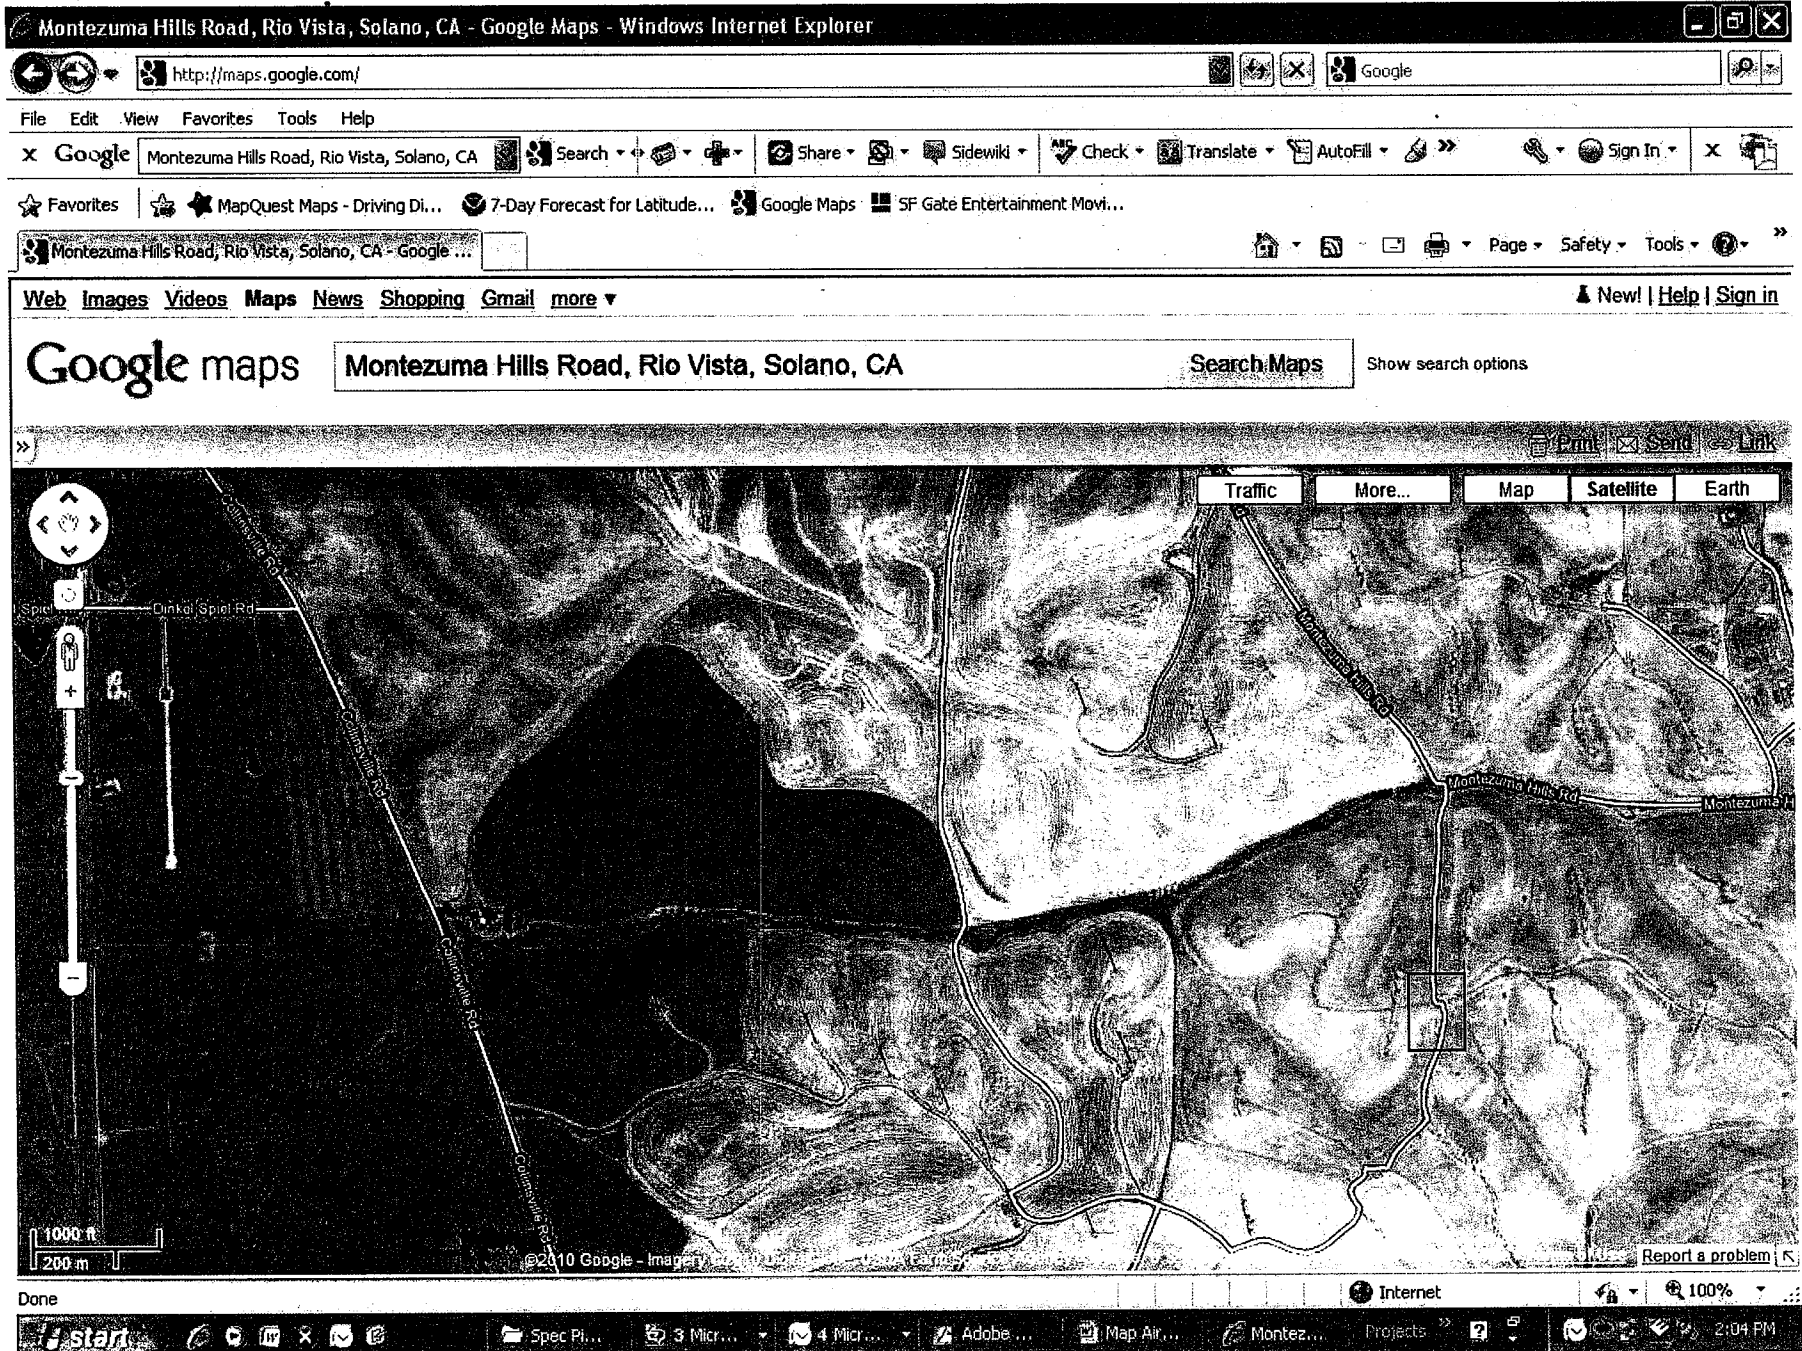 Montezuma Hills Road, Rio Vista, Solano, CA - Google Maps - Windows Internet Explorer
http://maps.google.com/
Google
File Edit View Favorites Tools Help
x Google Montezuma Hills Road, Rio Vista, Solano, CA Search Share Sidewiki Check Translate AutoFill Sign In x
Favorites MapQuest Maps - Driving Di... 7-Day Forecast for Latitude... Google Maps SF Gate Entertainment Movi...
Montezuma Hills Road, Rio Vista, Solano, CA - Google ... Page Safety Tools
Web Images Videos Maps News Shopping Gmail more ▼ New! | Help | Sign in
Google maps Montezuma Hills Road, Rio Vista, Solano, CA Search Maps Show search options
Print Send Link
Traffic More... Map Satellite Earth
Collinsville Rd
l Spiel Dinkel Spiel Rd
Montezuma Hills Rd
Collinsville Rd
Montezuma Hills Rd
Montezuma H
Collinsville Rd
Collinsville Rd
1000 ft
200 m
©2010 Google - Imagery
Report a problem
Done Internet 100%
start Spec Pi... 3 Micr... 4 Micr... Adobe ... Map Air... Montez... Projects 2:04 PM